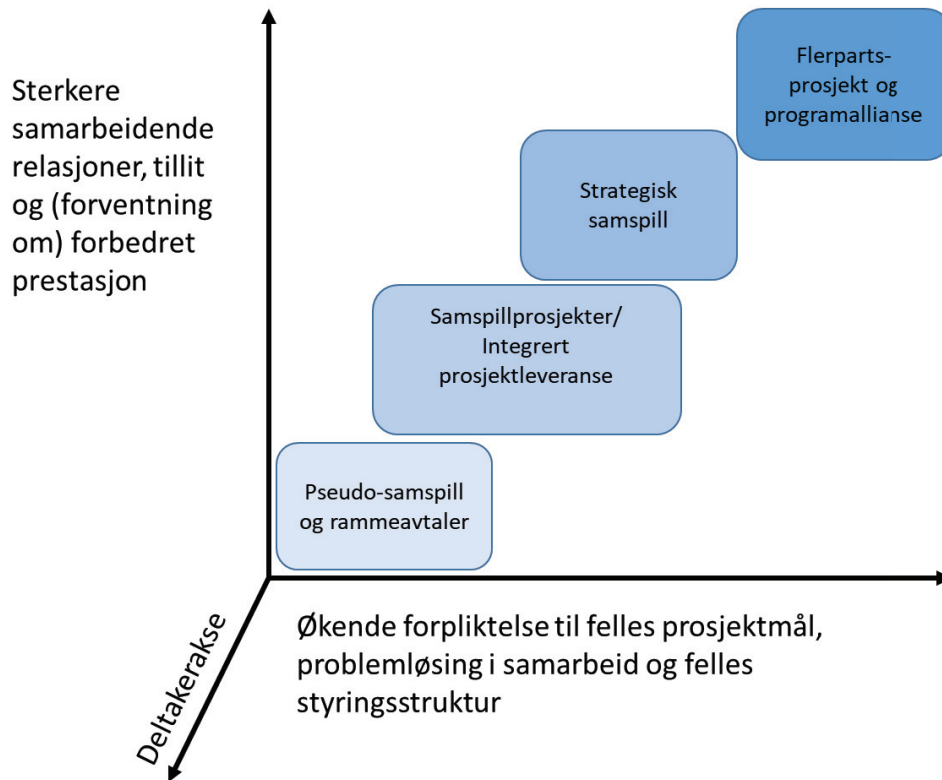 Sterkere
samarbeidende
relasjoner, tillit
og (forventning
om) forbedret
prestasjon
Flerparts-
prosjekt og
programallianse
Strategisk
samspill
Samspillprosjekter/
Integrert
prosjektleveranse
Pseudo-samspill
og rammeavtaler
Deltakerakse
Økende forpliktelse til felles prosjektmål,
problemløsing i samarbeid og felles
styringsstruktur